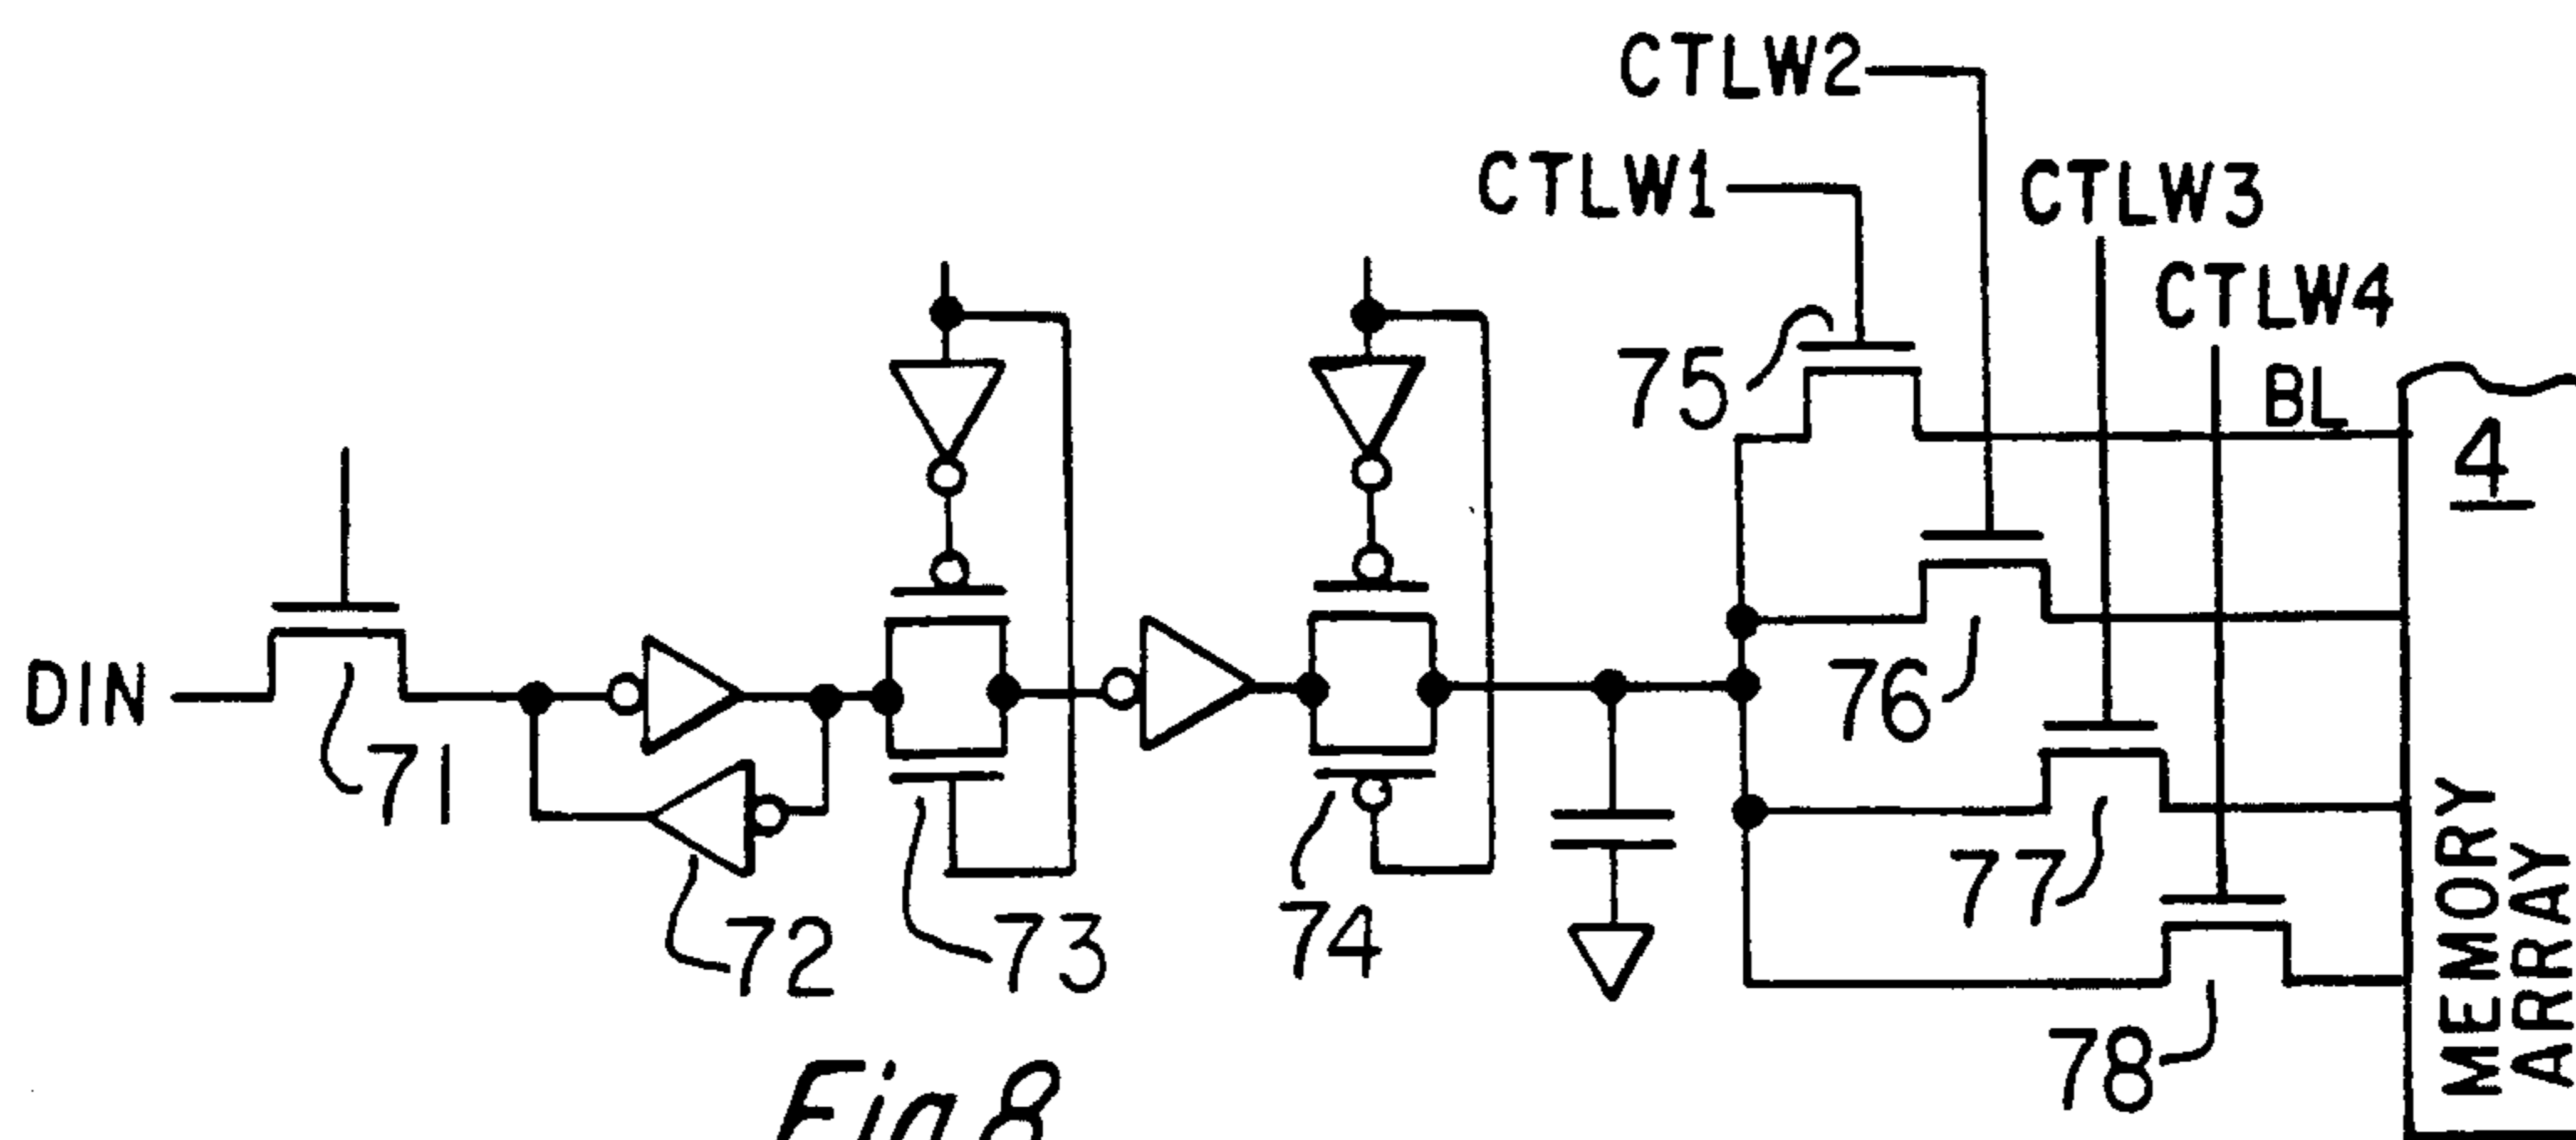 CTLW2
CTLW1
CTLW3
CTLW4
75
BL
4
DIN
71
76
72
73
74
77
78
MEMORY
ARRAY
Fig 8